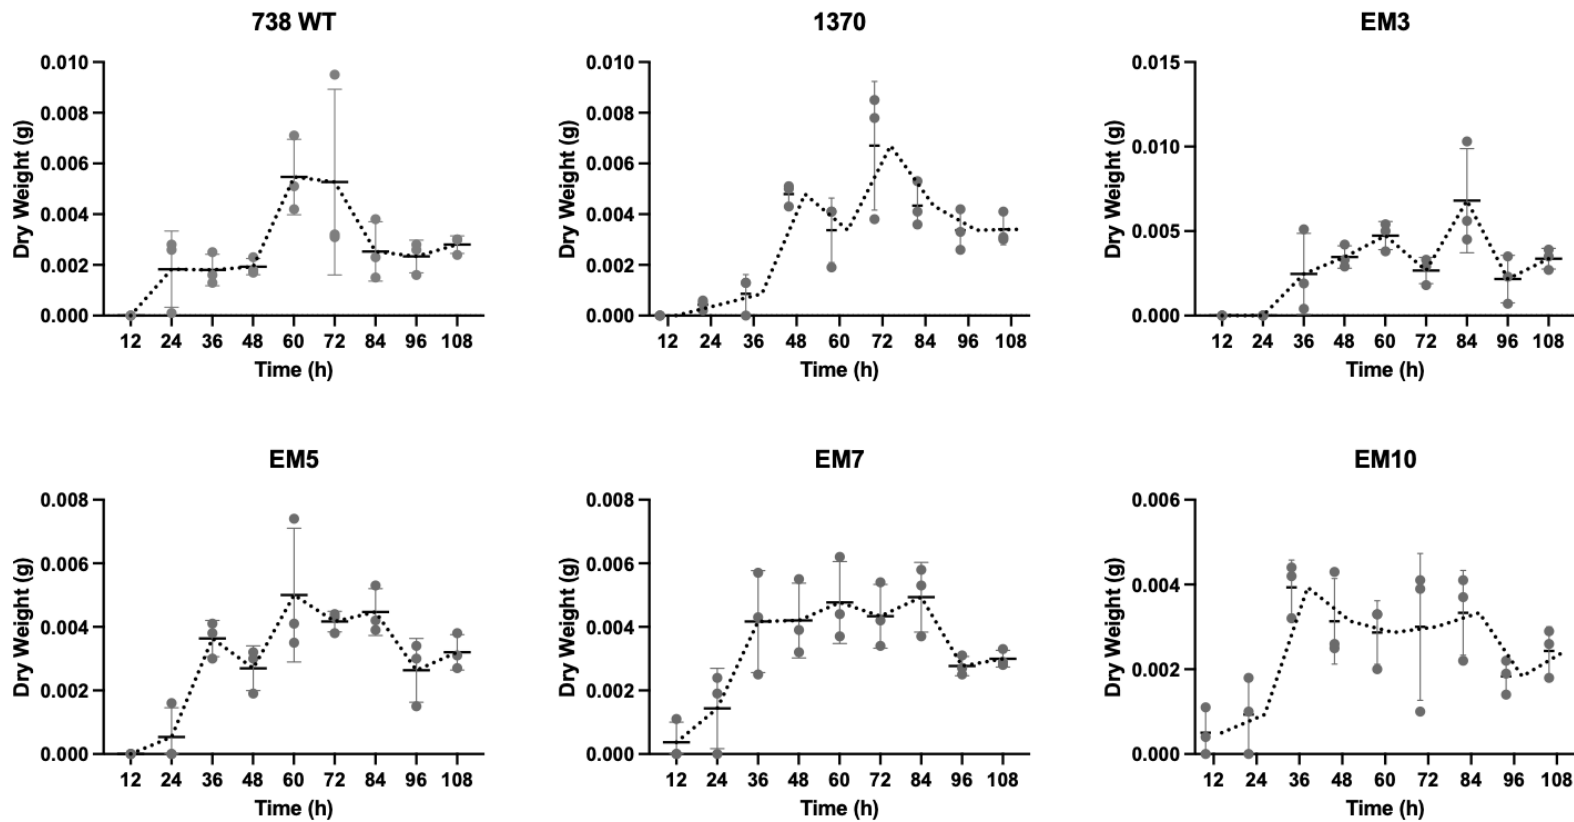 738 WT
0.010
0.008
0.006
0.004
0.002
0.000
Dry Weight (g)
12 24 36 48 60 72 84 96 108
Time (h)
1370
0.010
0.008
0.006
0.004
0.002
0.000
Dry Weight (g)
12 24 36 48 60 72 84 96 108
Time (h)
EM3
0.015
0.010
0.005
0.000
Dry Weight (g)
12 24 36 48 60 72 84 96 108
Time (h)
EM5
0.008
0.006
0.004
0.002
0.000
Dry Weight (g)
12 24 36 48 60 72 84 96 108
Time (h)
EM7
0.008
0.006
0.004
0.002
0.000
Dry Weight (g)
12 24 36 48 60 72 84 96 108
Time (h)
EM10
0.006
0.004
0.002
0.000
Dry Weight (g)
12 24 36 48 60 72 84 96 108
Time (h)